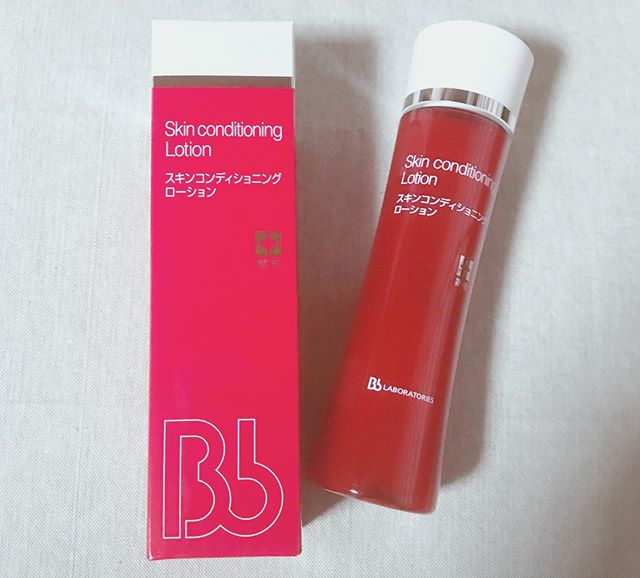 Skin conditioning
Lotion
スキンコンディショニング
ローション
Bb
Skin conditioning
Lotion
スキンコンディショニング
ローション
Bb LABORATORIES